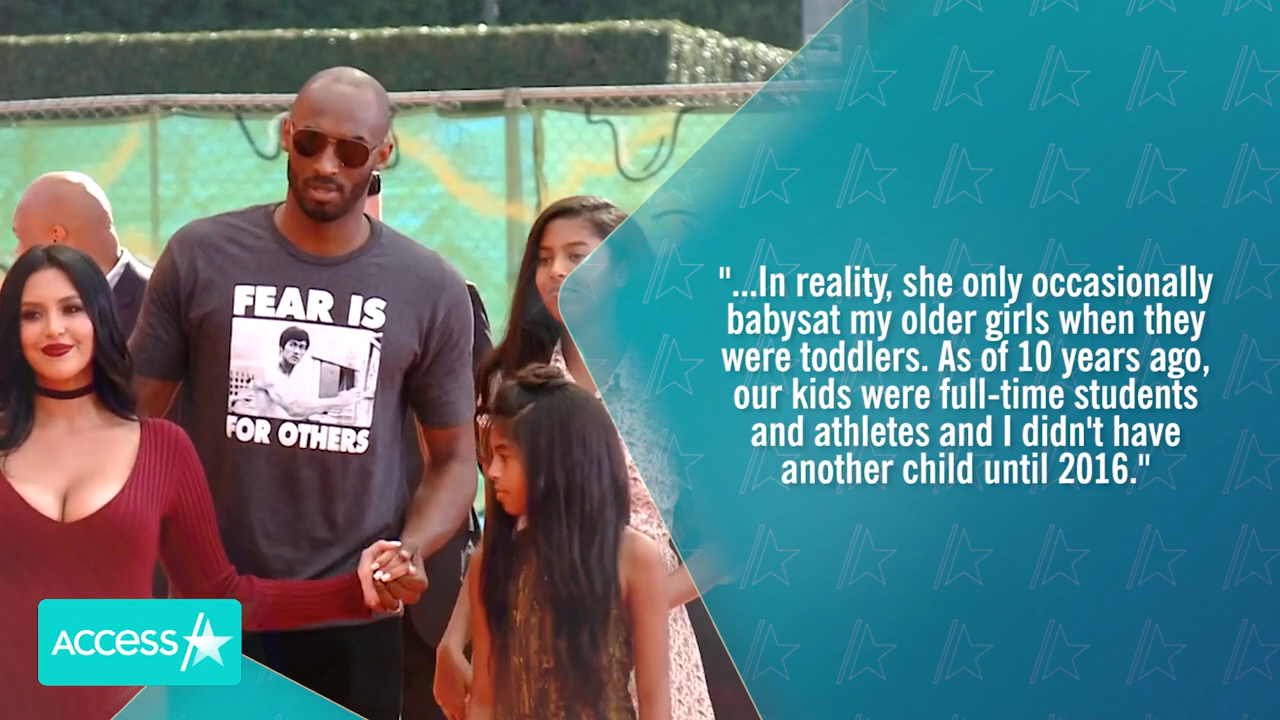 FEAR IS
FOR OTHERS
"...In reality, she only occasionally
babysat my older girls when they
were toddlers. As of 10 years ago,
our kids were full-time students
and athletes and I didn't have
another child until 2016."
ACCESS